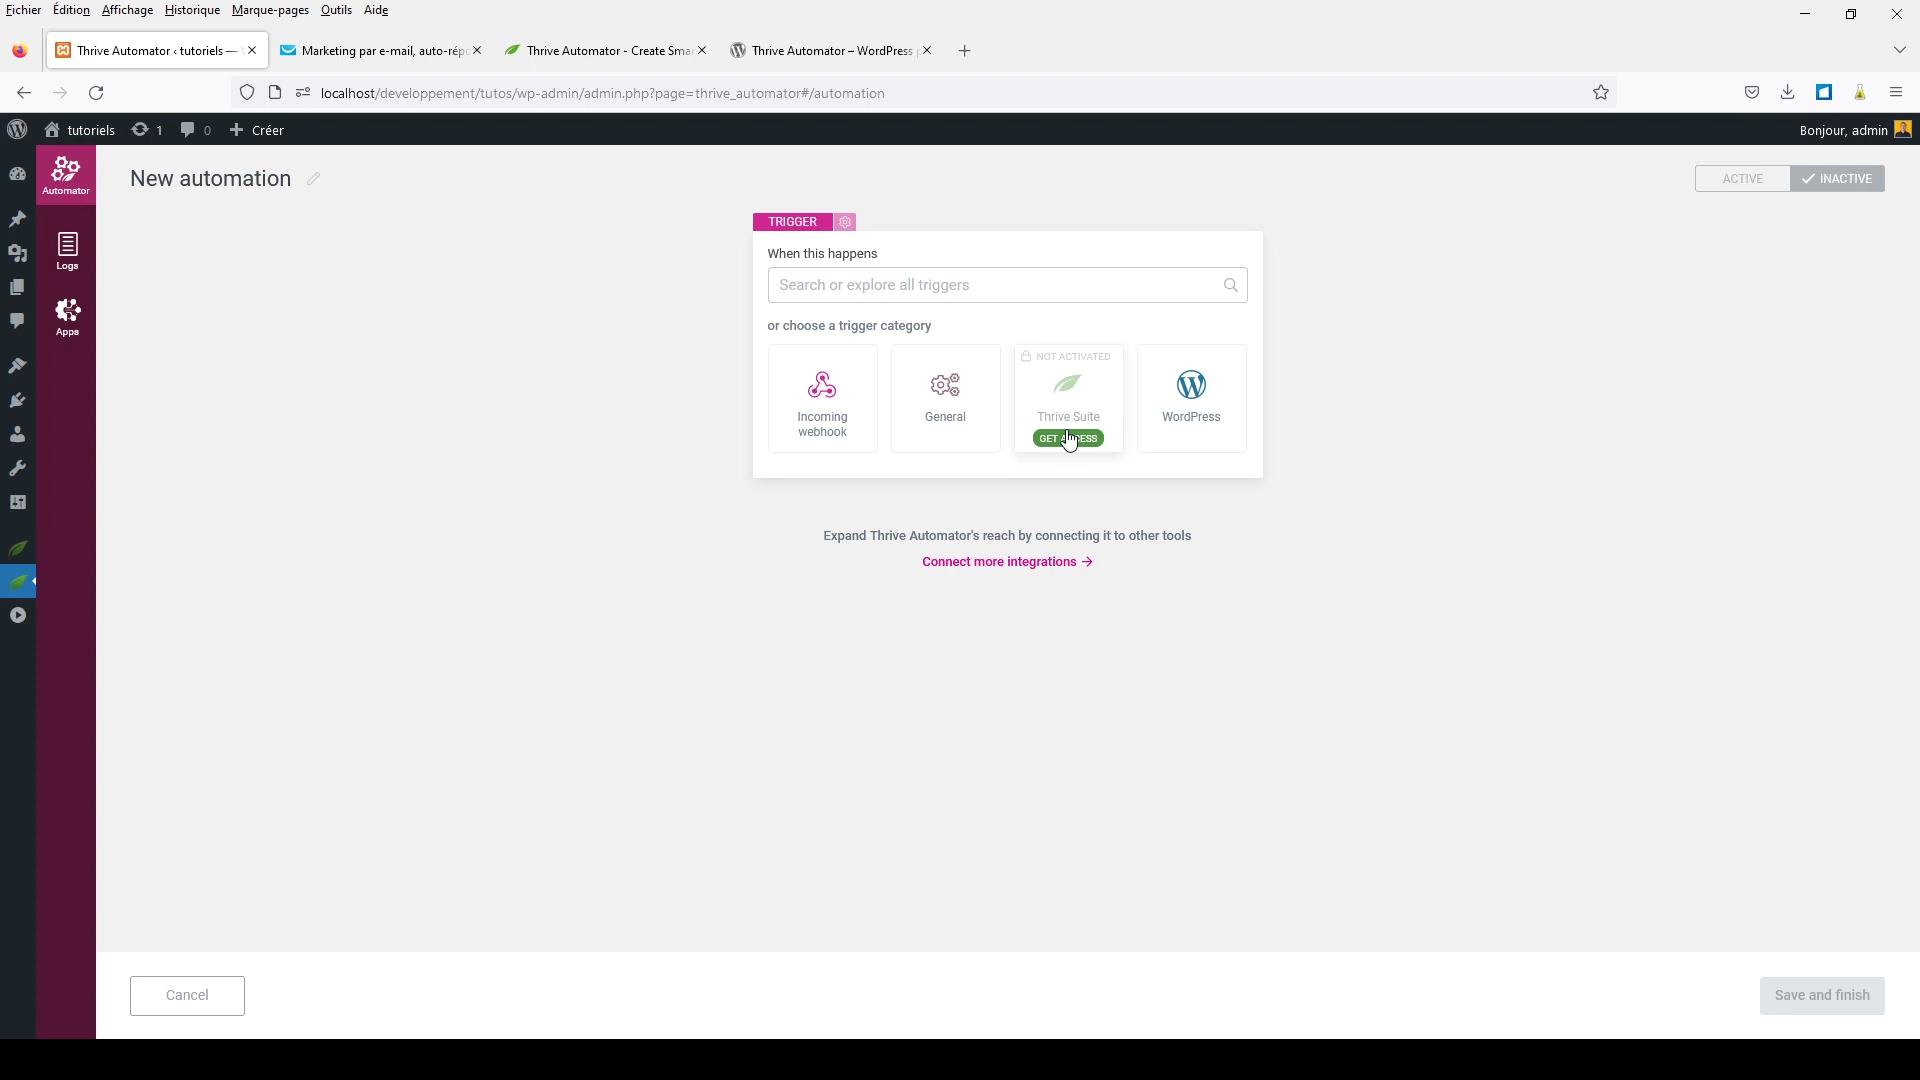 Fichier Édition Affichage Historique Marque-pages Outils Aide
Thrive Automator ‹ tutoriels —
Marketing par e-mail, auto-rép
Thrive Automator - Create Smar
Thrive Automator – WordPress
localhost/developpement/tutos/wp-admin/admin.php?page=thrive_automator#/automation
tutoriels 1 0 Créer
Bonjour, admin
Automator
Logs
Apps
New automation
ACTIVE INACTIVE
TRIGGER
When this happens
Search or explore all triggers
or choose a trigger category
NOT ACTIVATED
Incoming
webhook
General
Thrive Suite
WordPress
Expand Thrive Automator's reach by connecting it to other tools
Connect more integrations
Cancel
Save and finish